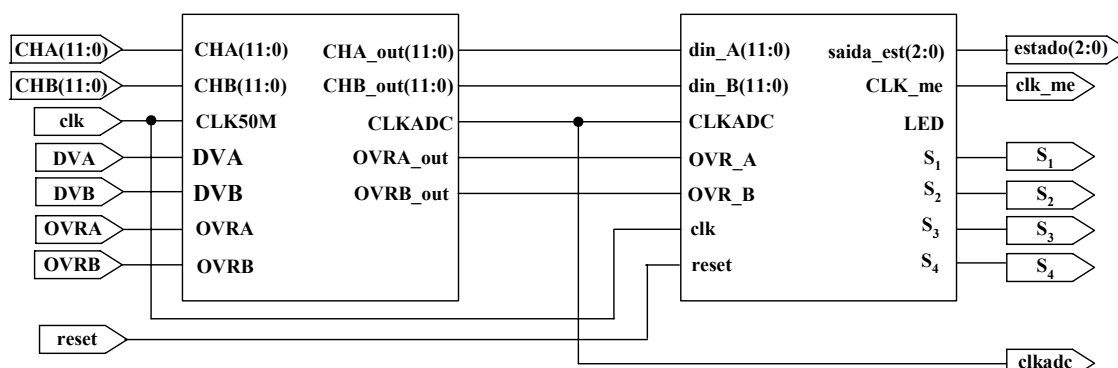 CHA(11:0) CHA(11:0) CHA_out(11:0) din_A(11:0) saida_est(2:0) estado(2:0)
CHB(11:0) CHB(11:0) CHB_out(11:0) din_B(11:0) CLK_me clk_me
clk CLK50M CLKADC CLKADC LED
DVA DVA OVRA_out OVR_A S1 S1
DVB DVB OVRB_out OVR_B S2 S2
OVRA OVRA clk S3 S3
OVRB OVRB reset S4 S4
reset
clkadc